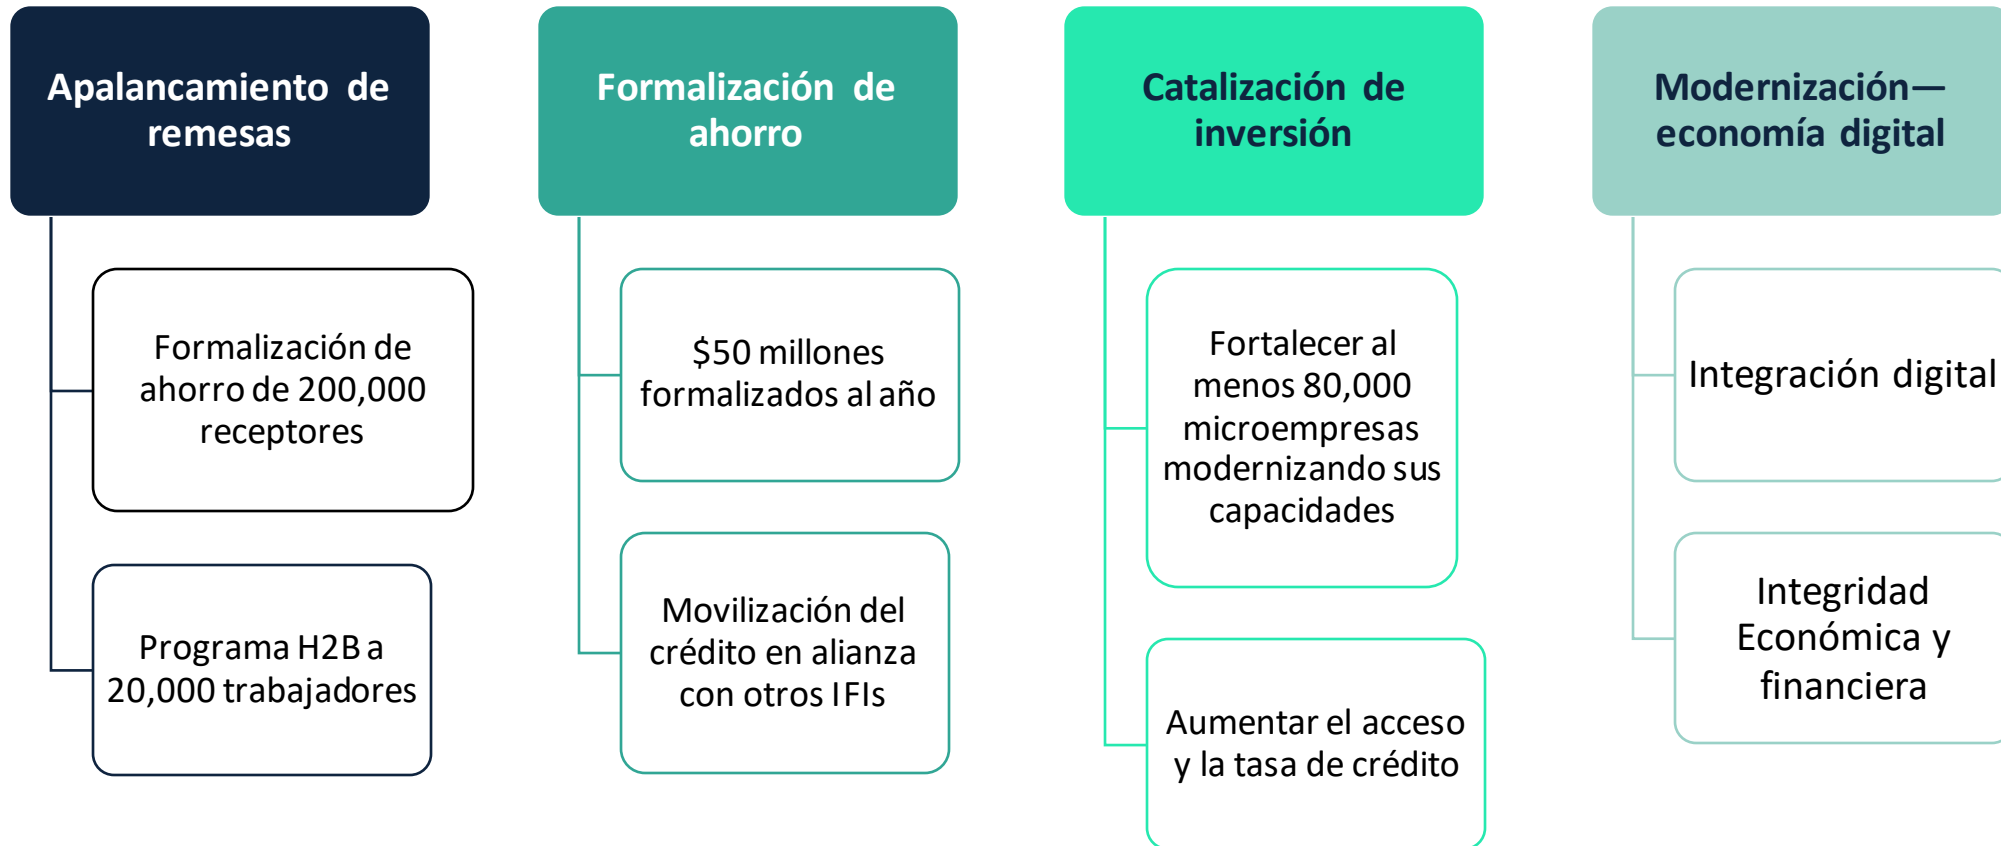 Apalancamiento de
remesas
Formalización de
ahorro de 200,000
receptores
Programa H2B a
20,000 trabajadores
Formalización de
ahorro
$50 millones
formalizados al año
Movilización del
crédito en alianza
con otros IFIs
Catalización de
inversión
Fortalecer al
menos 80,000
microempresas
modernizando sus
capacidades
Aumentar el acceso
y la tasa de crédito
Modernización—
economía digital
Integración digital
Integridad
Económica y
financiera